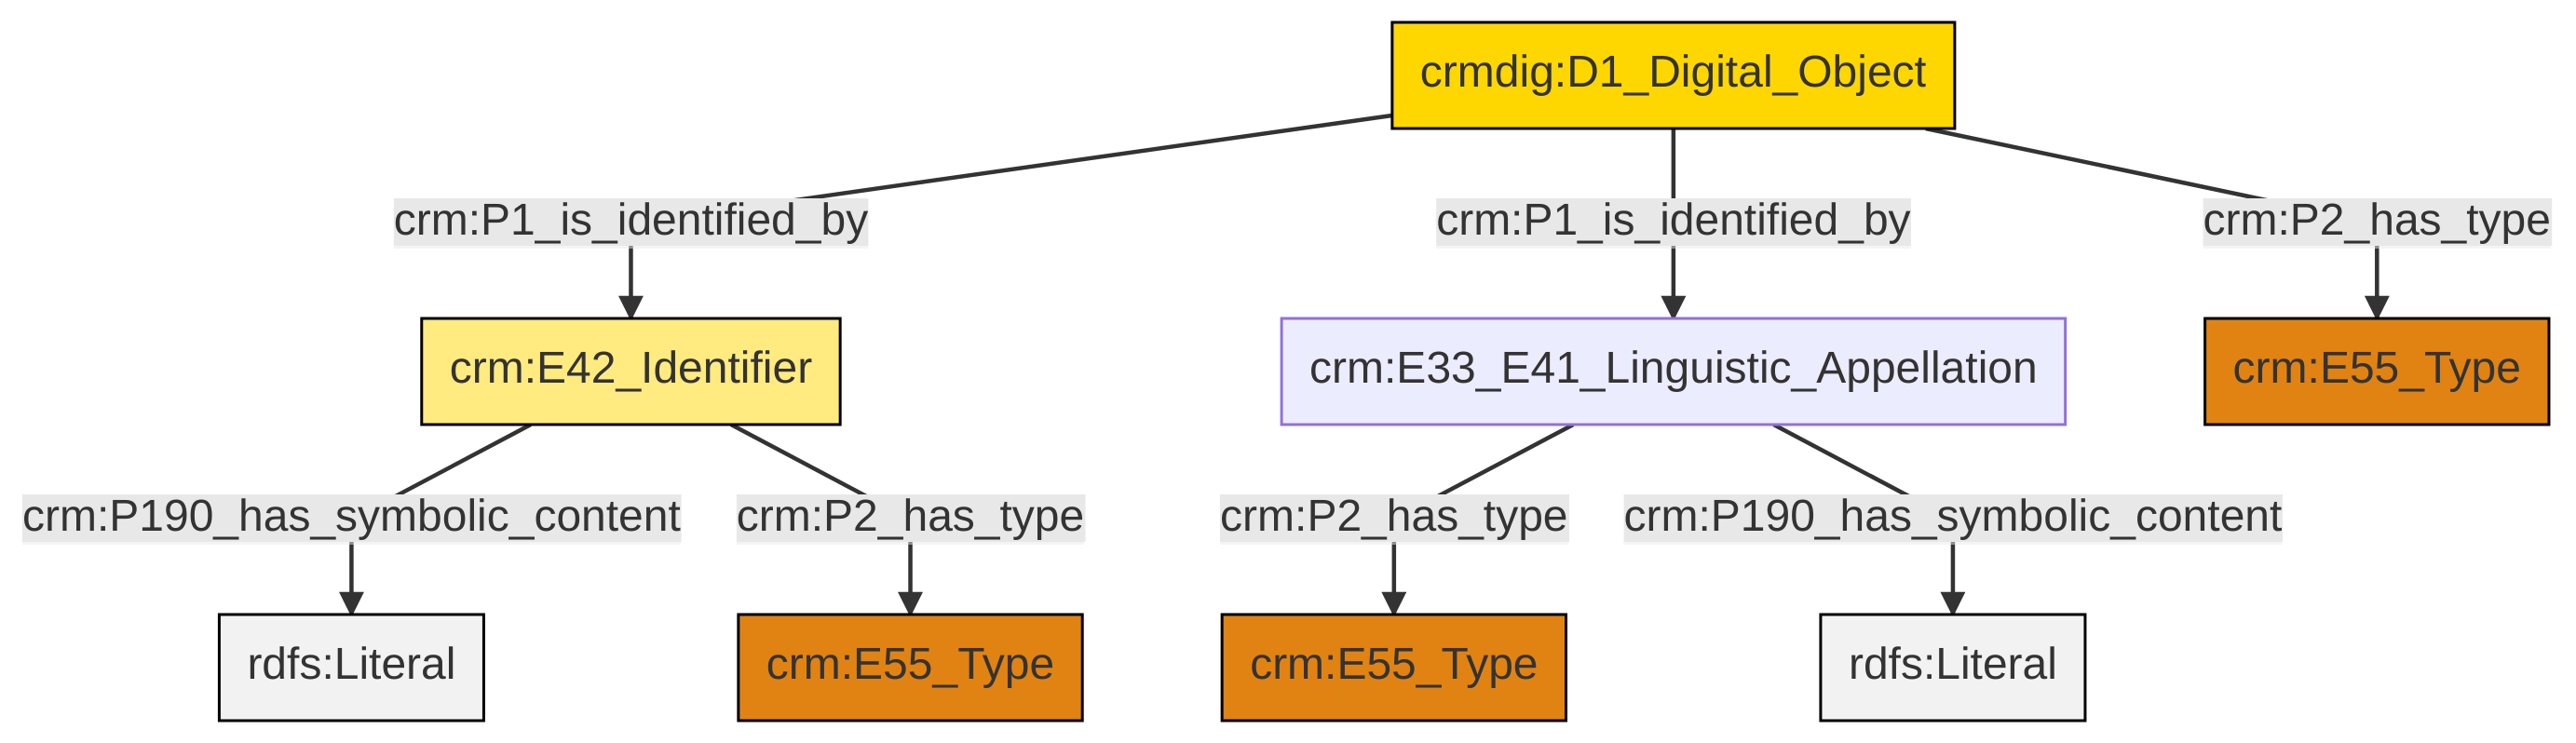 crmdig:D1_Digital_Object
crm:P1_is_identified_by
crm:P1_is_identified_by
crm:P2_has_type
crm:E42_Identifier
crm:E33_E41_Linguistic_Appellation
crm:E55_Type
crm:P190_has_symbolic_content
crm:P2_has_type
crm:P2_has_type
crm:P190_has_symbolic_content
rdfs:Literal
crm:E55_Type
crm:E55_Type
rdfs:Literal